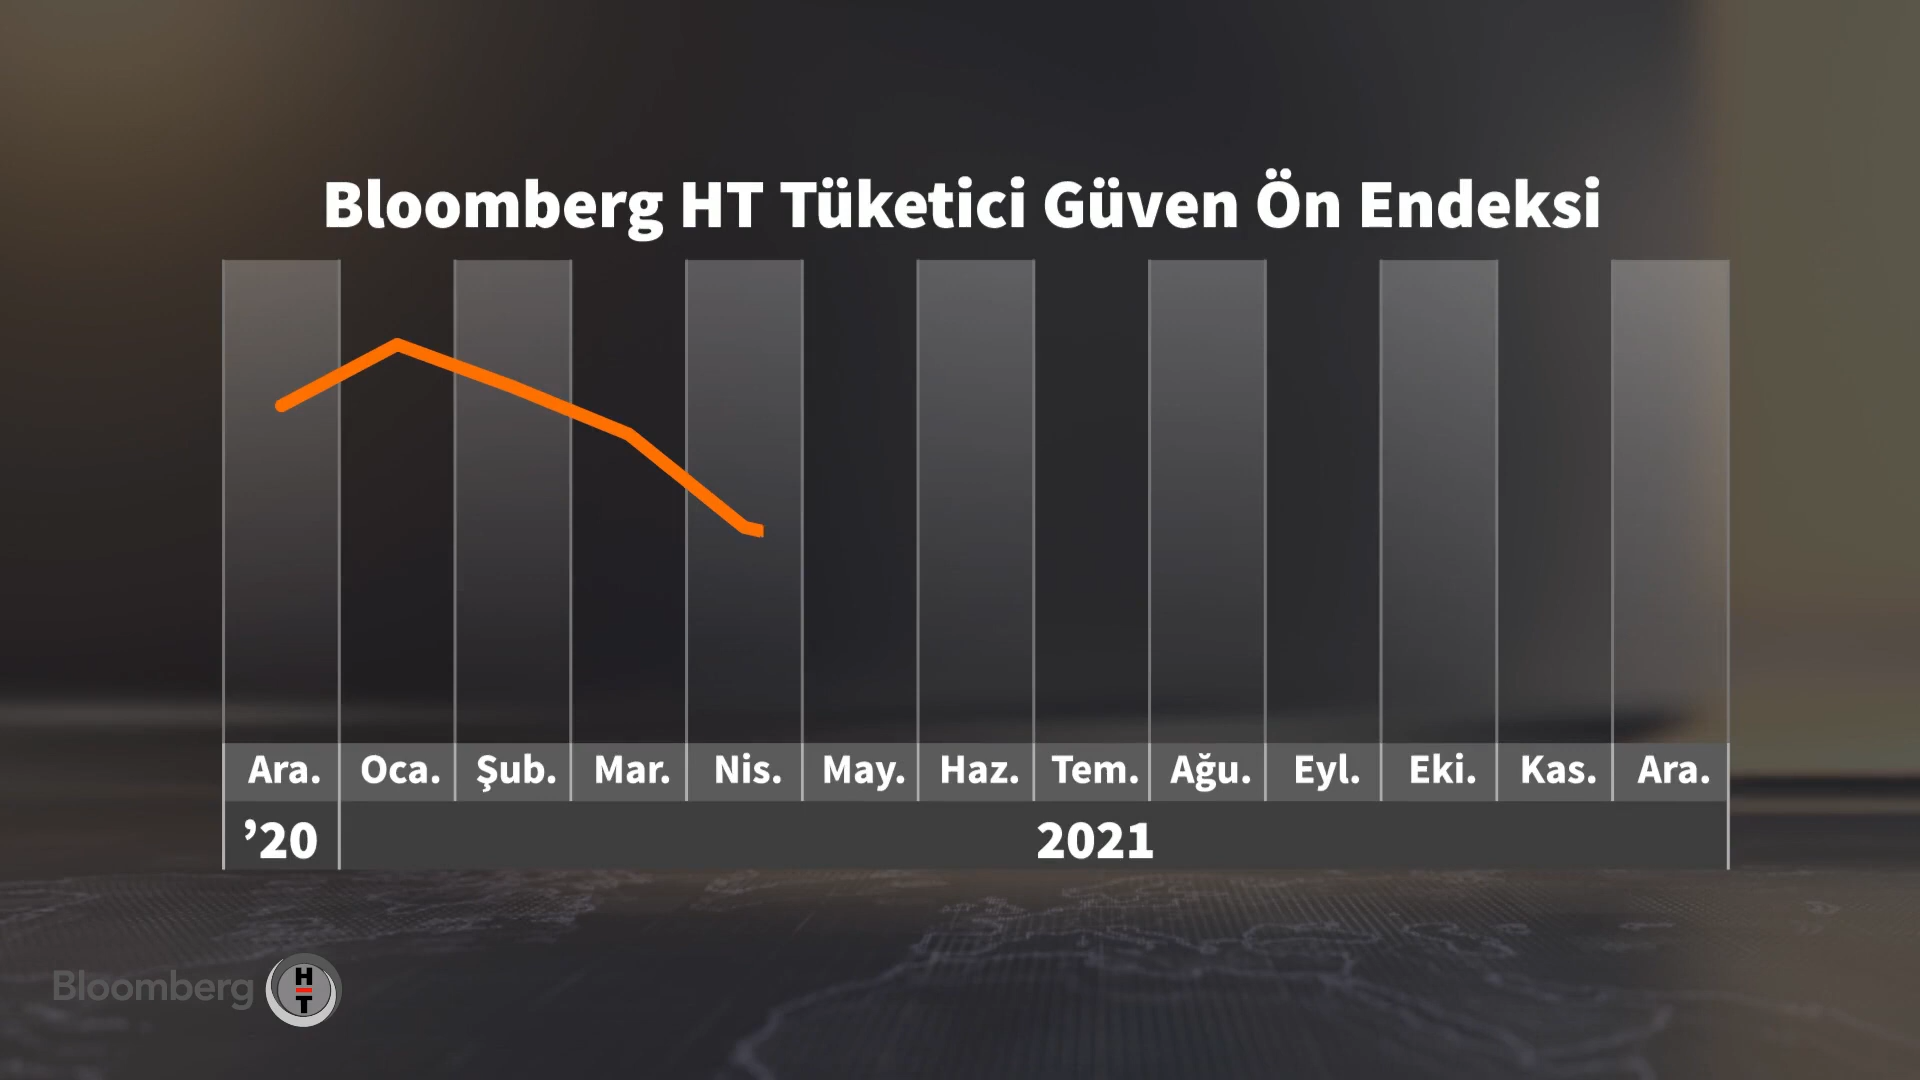 Bloomberg HT Tüketici Güven Ön Endeksi
Ara. Oca. Şub. Mar. Nis. May. Haz. Tem. Ağu. Eyl. Eki. Kas. Ara.
’20 2021
Bloomberg HT